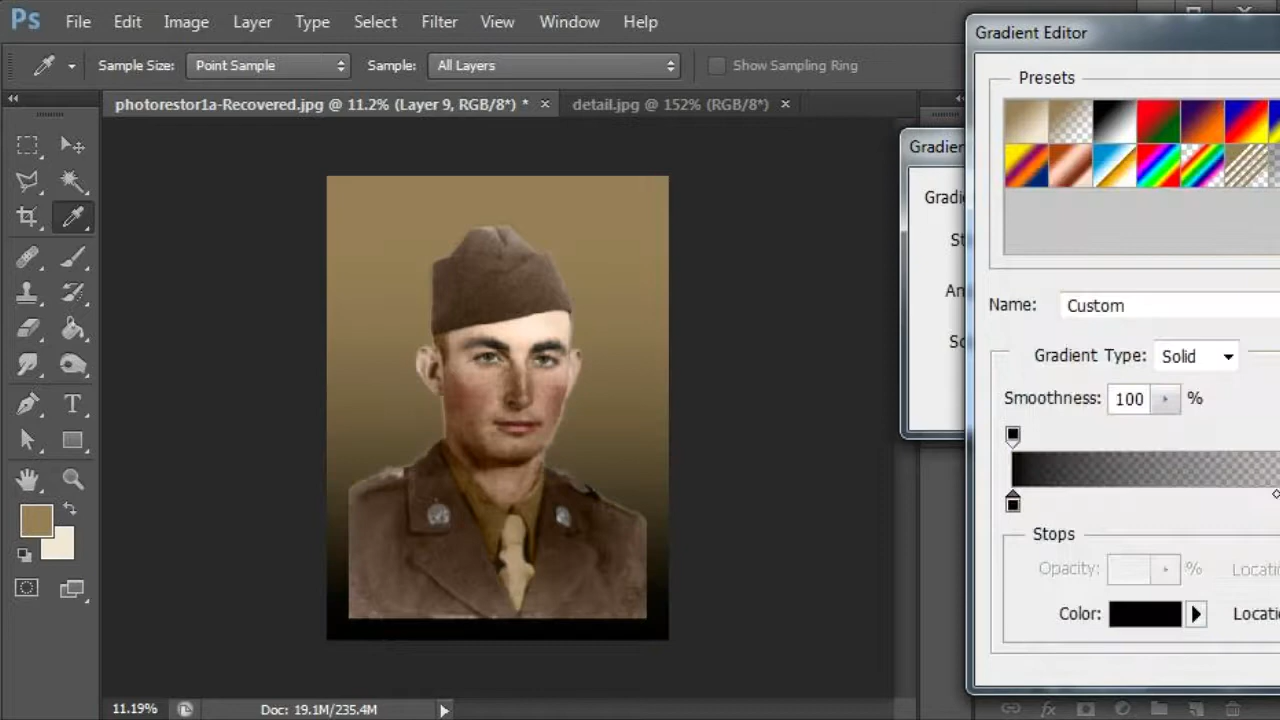 Ps File Edit Image Layer Type Select Filter View Window Help
Sample Size: Point Sample Sample: All Layers Show Sampling Ring
photorestor1a-Recovered.jpg @ 11.2% (Layer 9, RGB/8*) * × detail.jpg @ 152% (RGB/8*) ×
Gradient Editor
Presets
Name: Custom
Gradient Type: Solid
Smoothness: 100 %
Stops
Opacity: %
Color:
11.19% Doc: 19.1M/235.4M
T
fx